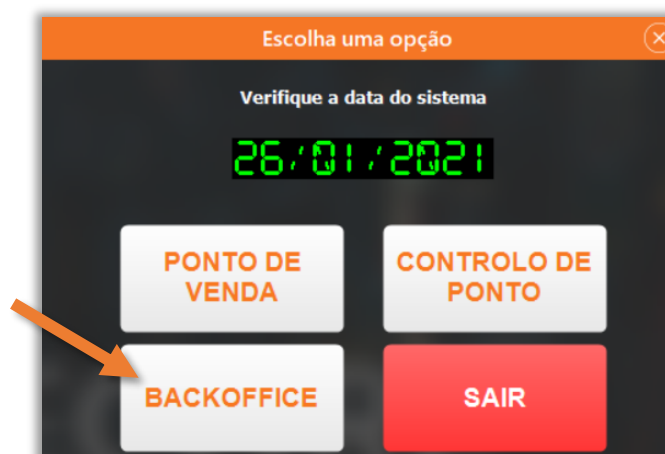 Escolha uma opção
Verifique a data do sistema
26/01/2021
PONTO DE
VENDA
CONTROLO DE
PONTO
BACKOFFICE
SAIR